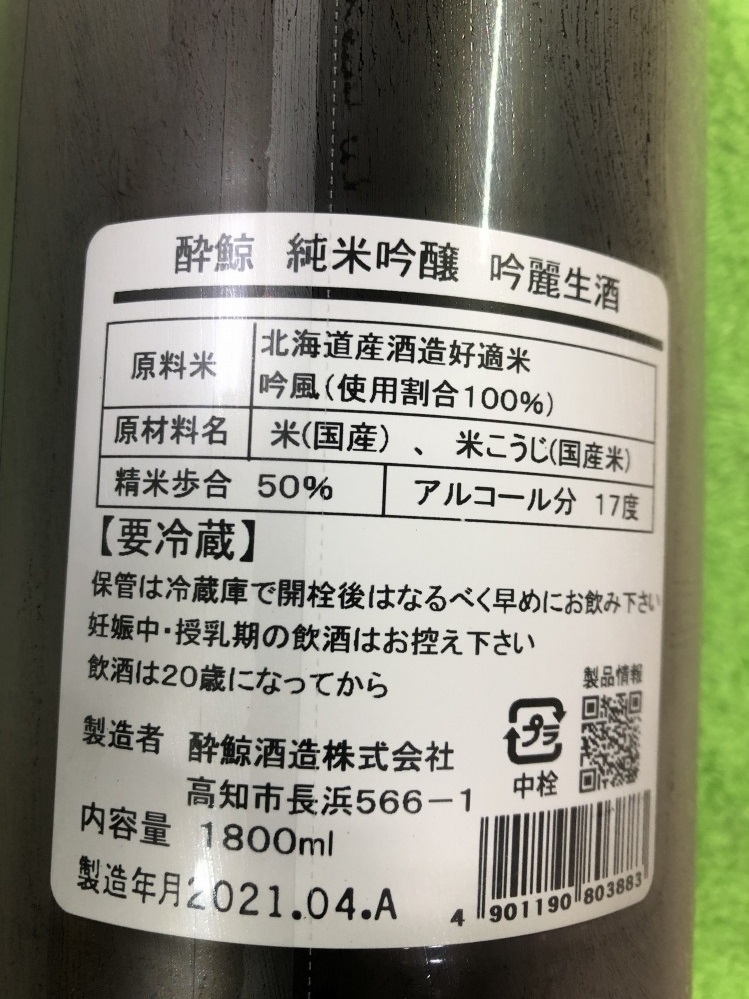 酔鯨 純米吟醸 吟麗生酒
原料米 北海道産酒造好適米
吟風(使用割合100%)
原材料名 米(国産)、米こうじ(国産米)
精米歩合 50% アルコール分 17度
【要冷蔵】
保管は冷蔵庫で開栓後はなるべく早めにお飲み下さい
妊娠中・授乳期の飲酒はお控え下さい
飲酒は20歳になってから
製品情報
プラ
中栓
製造者 酔鯨酒造株式会社
高知市長浜566-1
内容量 1800ml
製造年月 2021.04.A
4 901190 803883